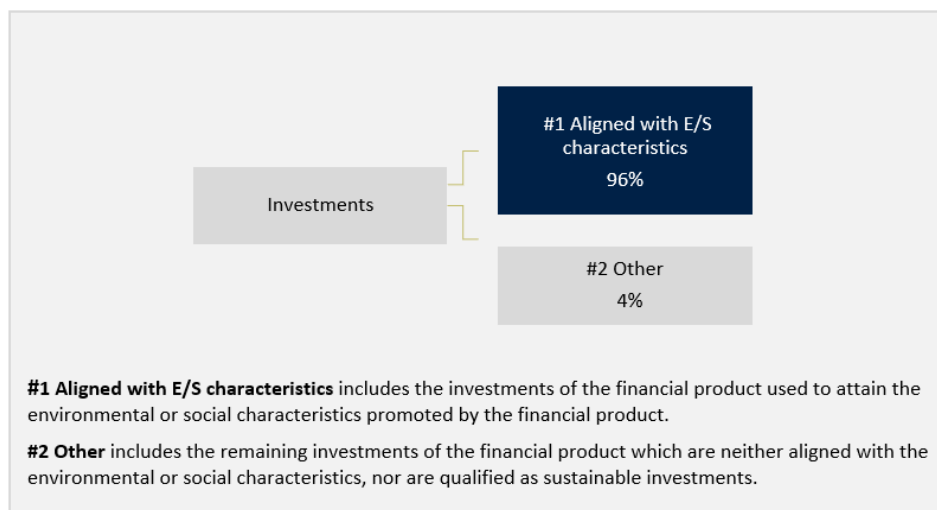 #1 Aligned with E/S
characteristics
96%
Investments
#2 Other
4%
#1 Aligned with E/S characteristics includes the investments of the financial product used to attain the
environmental or social characteristics promoted by the financial product.
#2 Other includes the remaining investments of the financial product which are neither aligned with the
environmental or social characteristics, nor are qualified as sustainable investments.